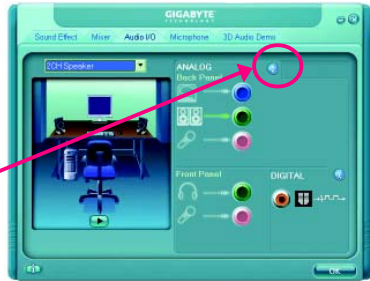 GIGABYTE
TECHNOLOGY
Sound Effect Mixer Audio I/O Microphone 3D Audio Demo
2CH Speaker
ANALOG
Back Panel
Front Panel
DIGITAL
OK